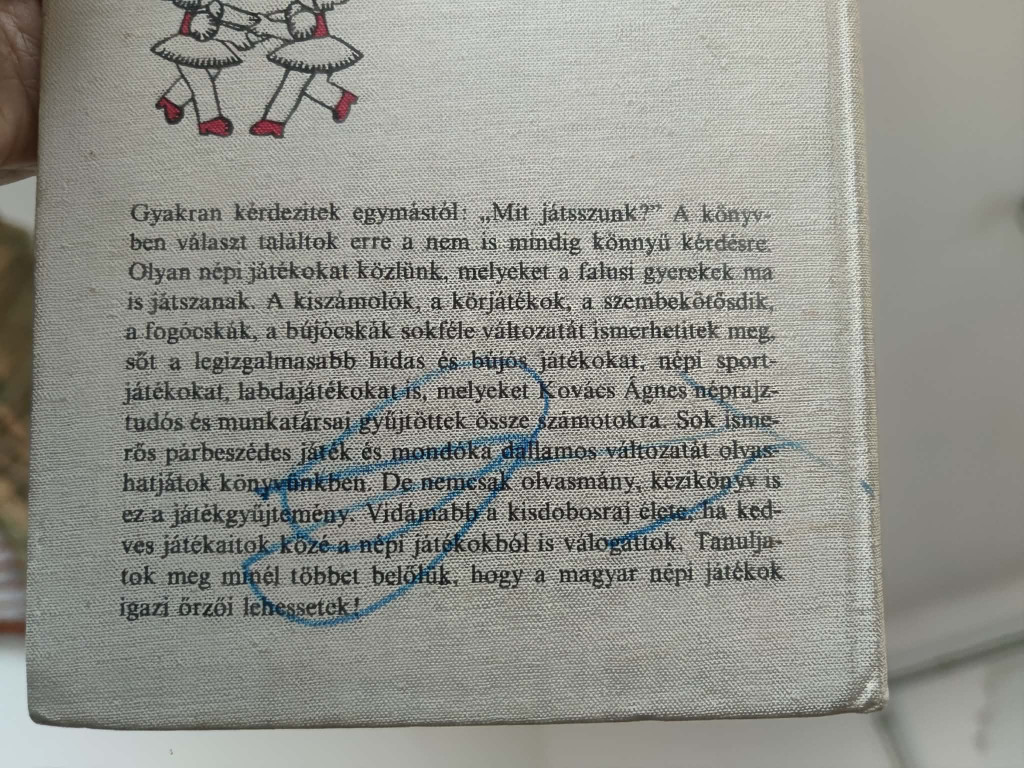 Gyakran kérdezitek egymástól: „Mit játsszunk?” A könyv-
ben választ találtok erre a nem is mindig könnyű kérdésre.
Olyan népi játékokat közlünk, melyeket a falusi gyerekek ma
is játszanak. A kiszámolók, a körjátékok, a szembekötősdik,
a fogócskák, a bújócskák sokféle változatát ismerhetitek meg,
sőt a legizgalmasabb hidas és bújós játékokat, népi sport-
játékokat, labdajátékokat is, melyeket Kovács Ágnes néprajz-
tudós és munkatársai gyűjtöttek össze számotokra. Sok isme-
rős párbeszédes játék és mondóka dallamos változatát olvas-
hatjátok könyvünkben. De nemcsak olvasmány, kézikönyv is
ez a játékgyűjtemény. Vidámabb a kisdobosraj élete, ha ked-
ves játékaitok közé a népi játékokból is válogattok. Tanulja-
tok meg minél többet belőlük, hogy a magyar népi játékok
igazi őrzői lehessetek!